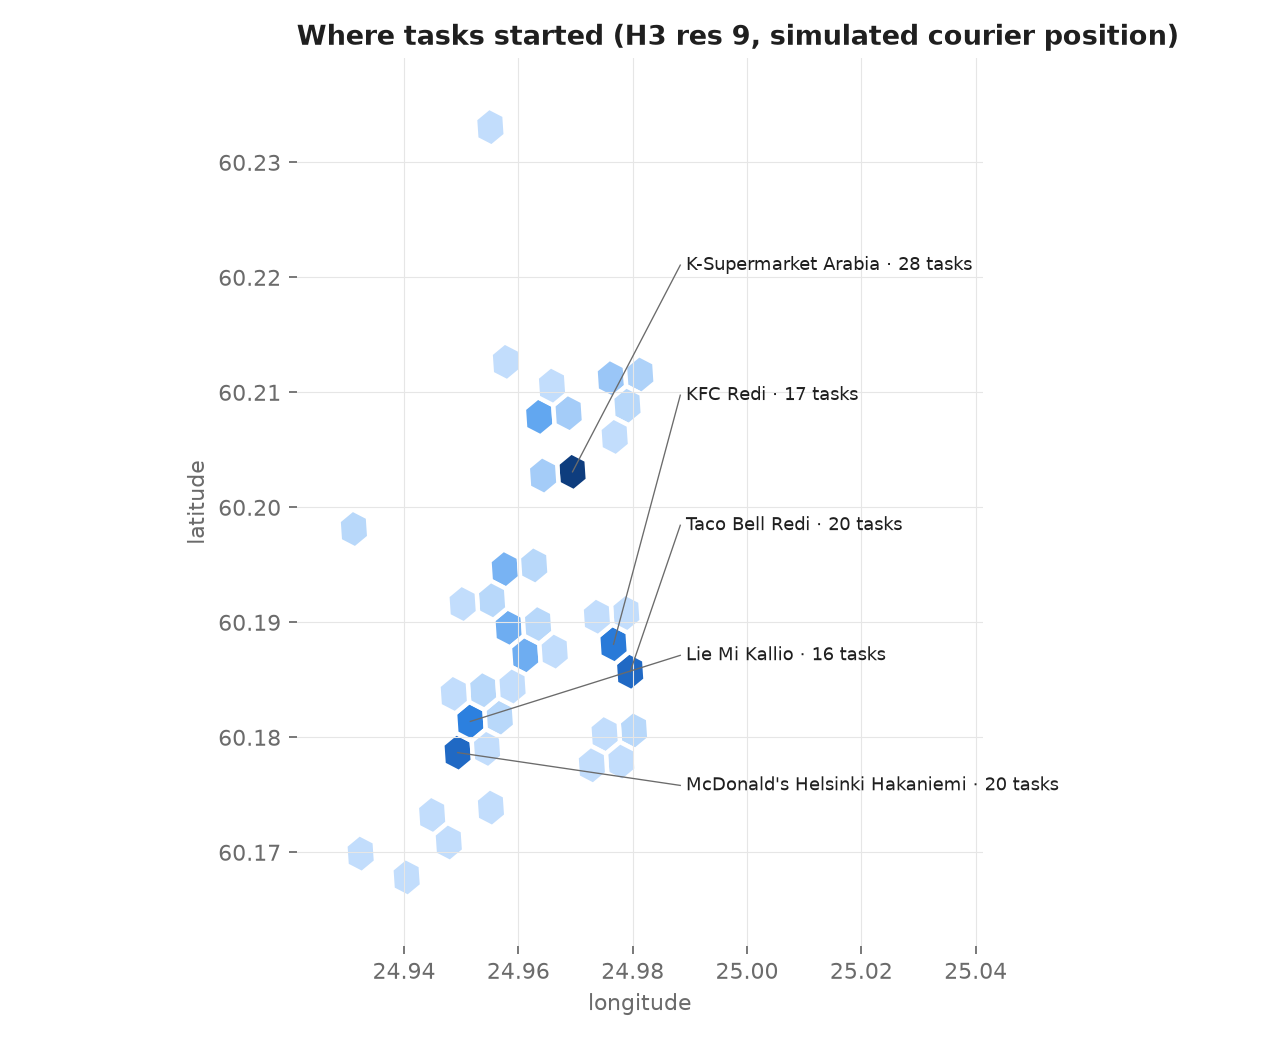 Where tasks started (H3 res 9, simulated courier position)
60.23
K-Supermarket Arabia · 28 tasks
60.22
60.21
KFC Redi · 17 tasks
60.20
latitude
Taco Bell Redi · 20 tasks
60.19
Lie Mi Kallio · 16 tasks
60.18
McDonald's Helsinki Hakaniemi · 20 tasks
60.17
24.94 24.96 24.98 25.00 25.02 25.04
longitude